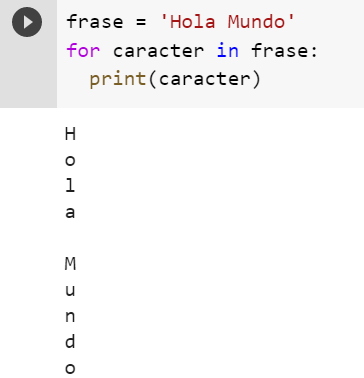 frase = 'Hola Mundo'
for caracter in frase:
  print(caracter)
H
o
l
a

M
u
n
d
o